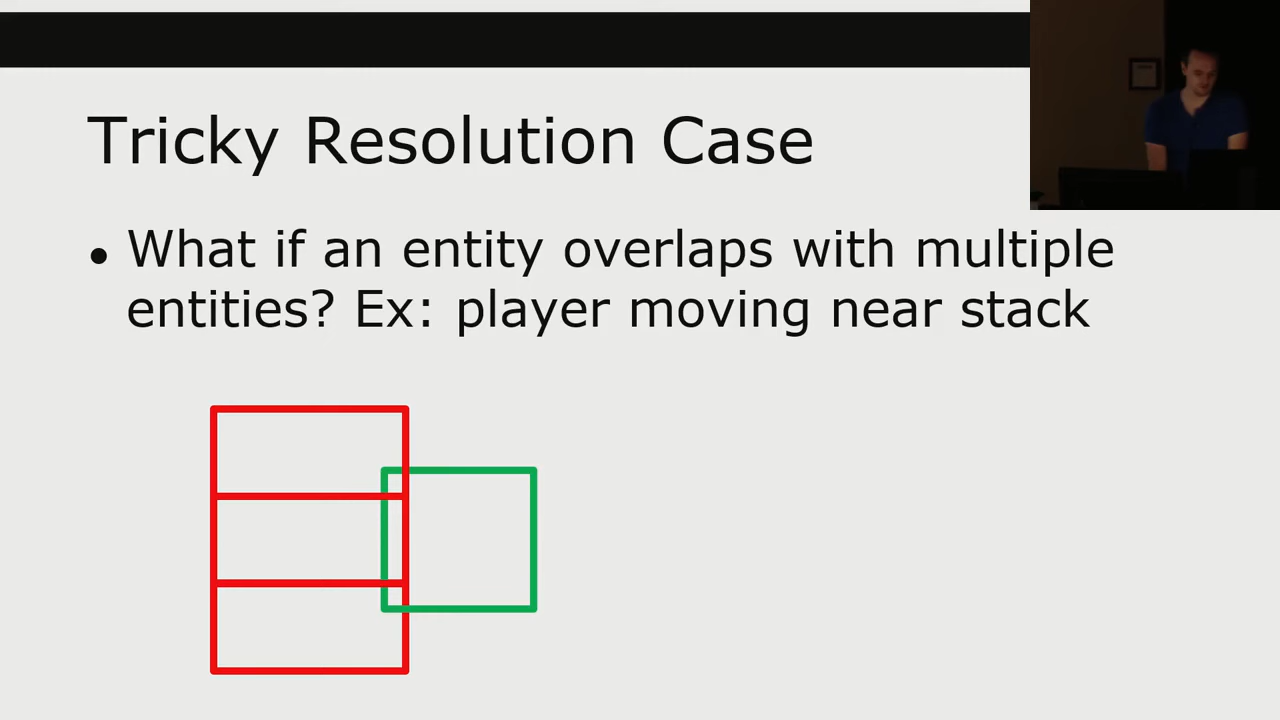 Tricky Resolution Case
• What if an entity overlaps with multiple
entities? Ex: player moving near stack